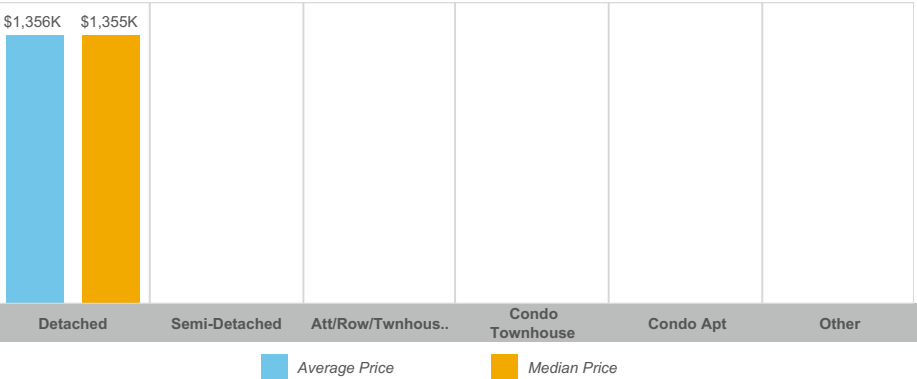 $1,356K $1,355K
Detached Semi-Detached Att/Row/Twnhous.. Condo Townhouse Condo Apt Other
Average Price Median Price